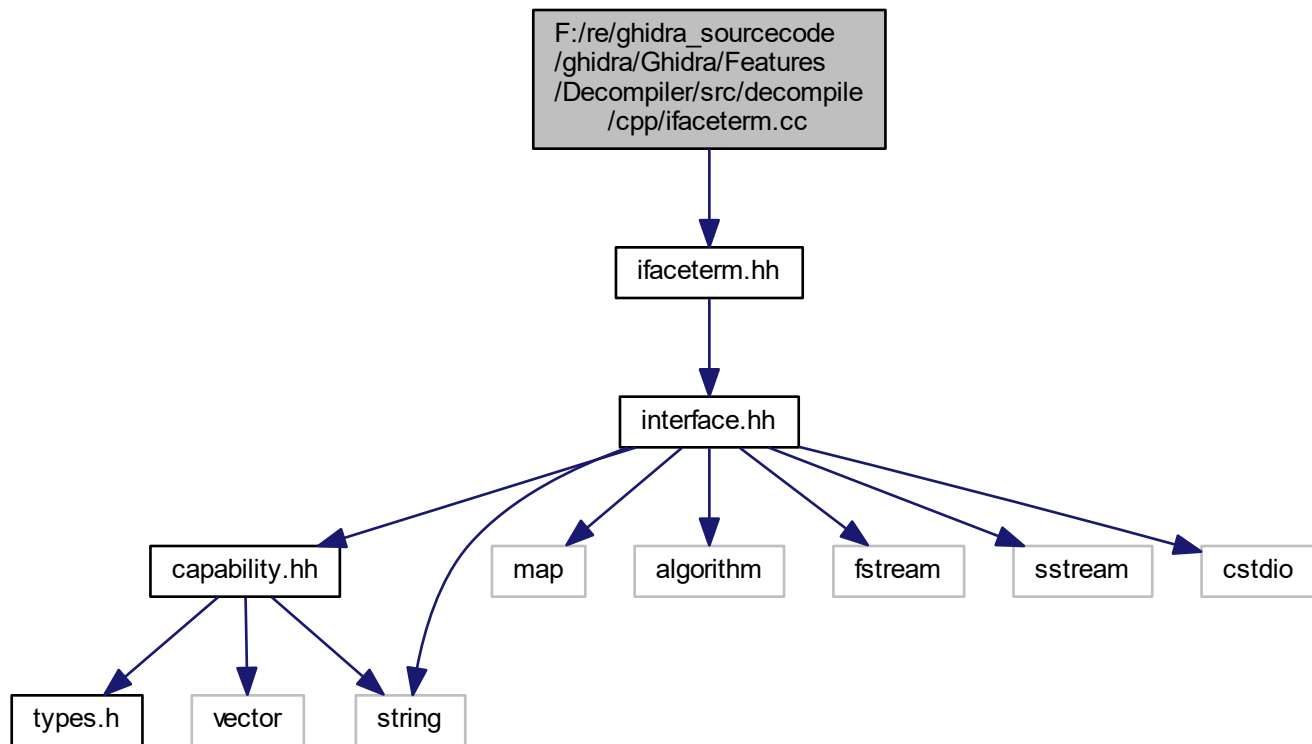 F:/re/ghidra_sourcecode
/ghidra/Ghidra/Features
/Decompiler/src/decompile
/cpp/ifaceterm.cc
ifaceterm.hh
interface.hh
capability.hh
map
algorithm
fstream
sstream
cstdio
types.h
vector
string